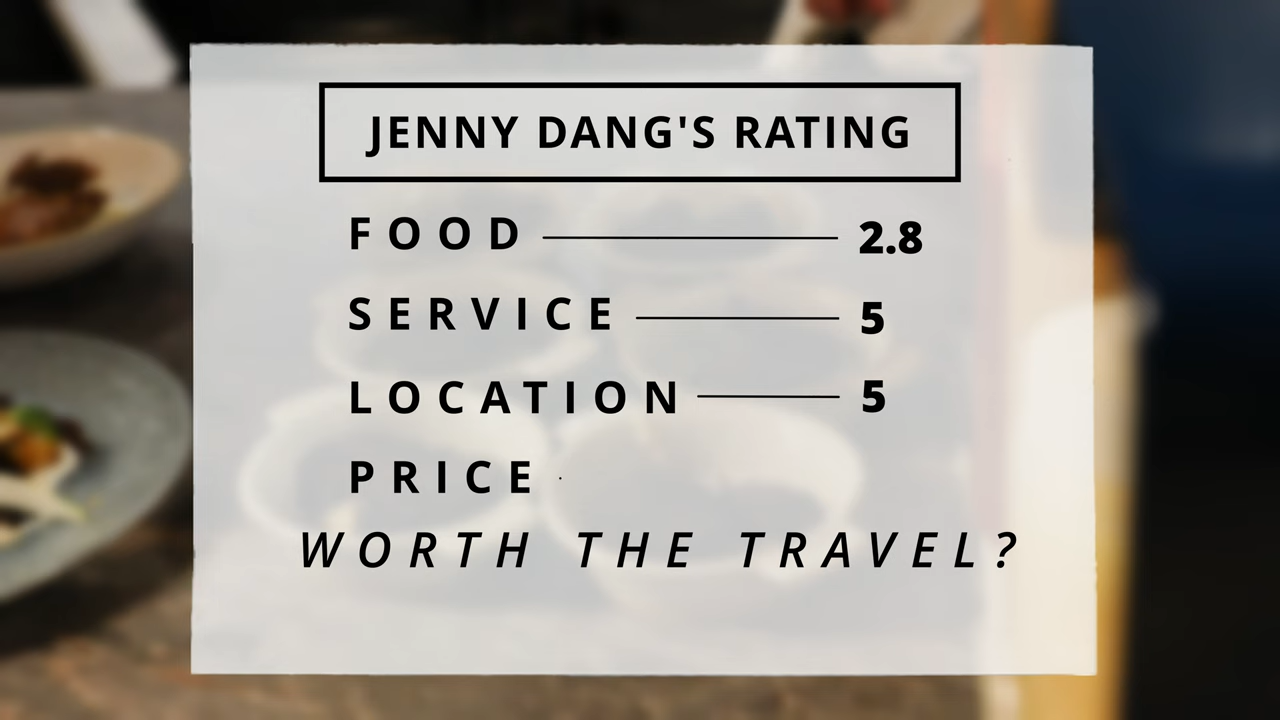 JENNY DANG'S RATING
FOOD 2.8
SERVICE 5
LOCATION 5
PRICE
WORTH THE TRAVEL?